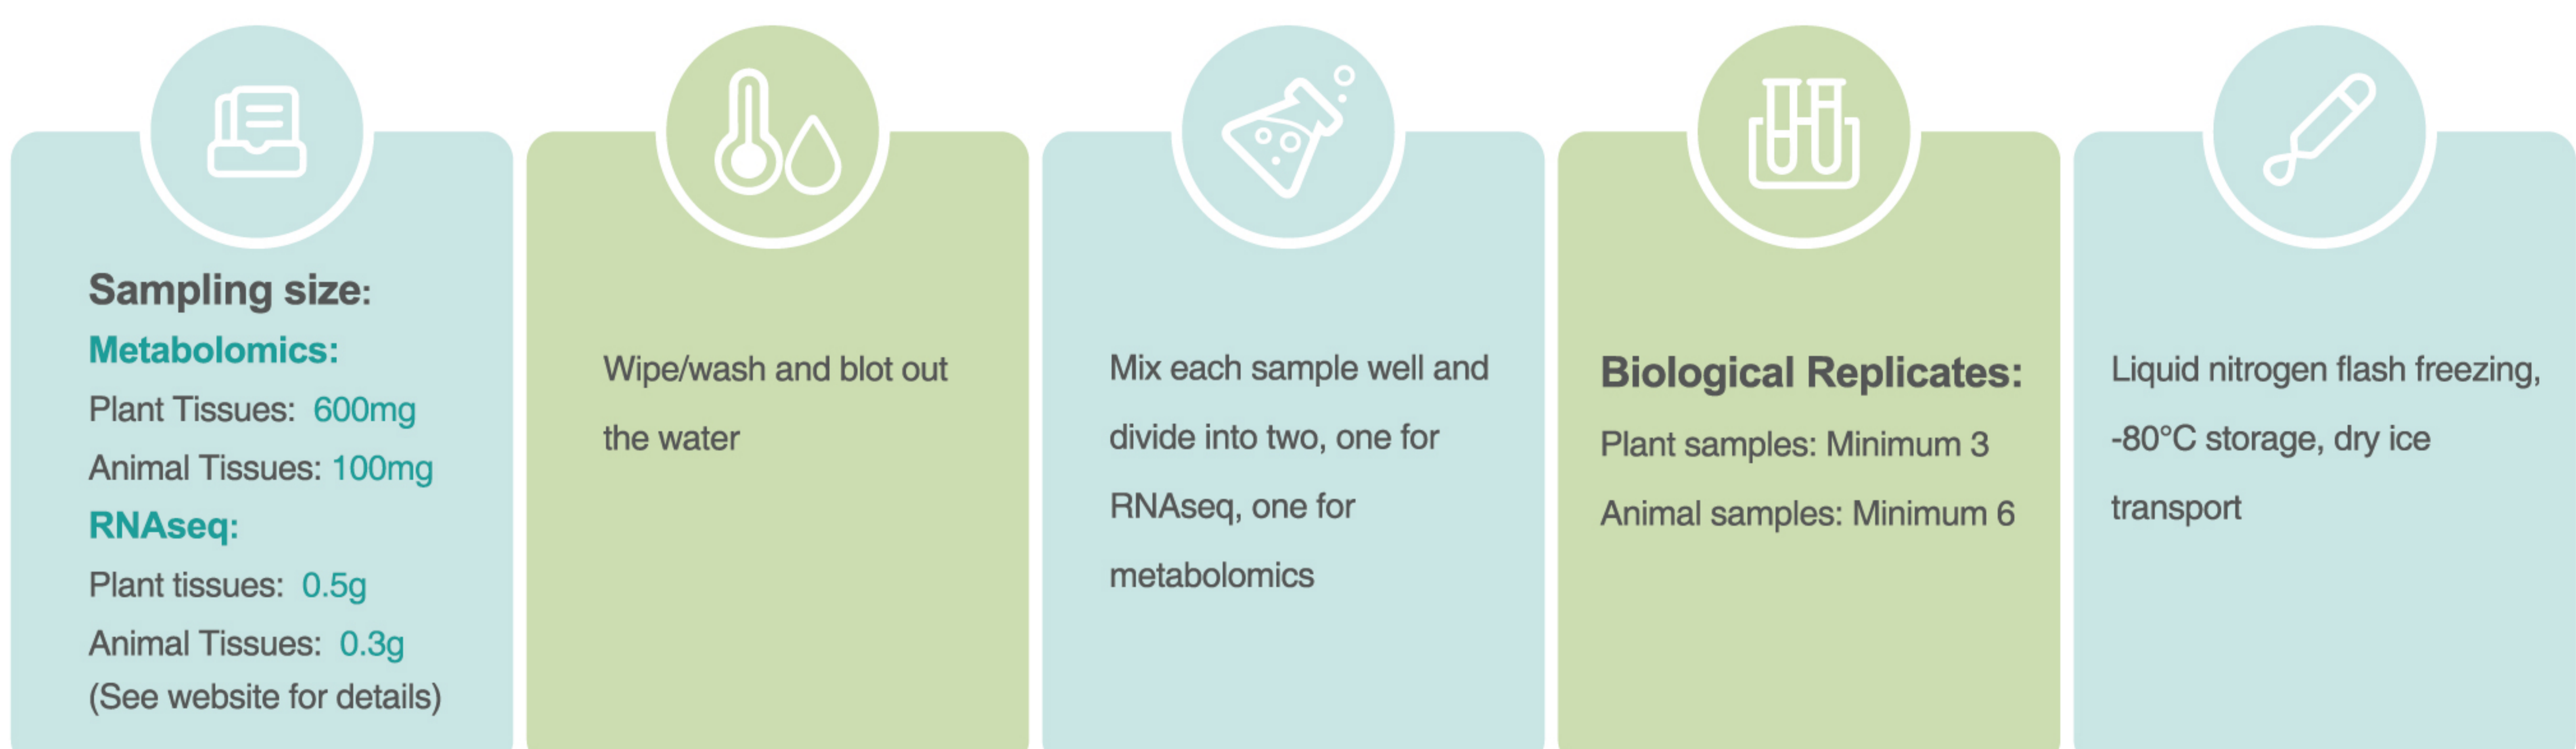 Sampling size:
Metabolomics:
Plant Tissues: 600mg
Animal Tissues: 100mg
RNAseq:
Plant tissues: 0.5g
Animal Tissues: 0.3g
(See website for details)
Wipe/wash and blot out
the water
Mix each sample well and
divide into two, one for
RNAseq, one for
metabolomics
Biological Replicates:
Plant samples: Minimum 3
Animal samples: Minimum 6
Liquid nitrogen flash freezing,
-80°C storage, dry ice
transport